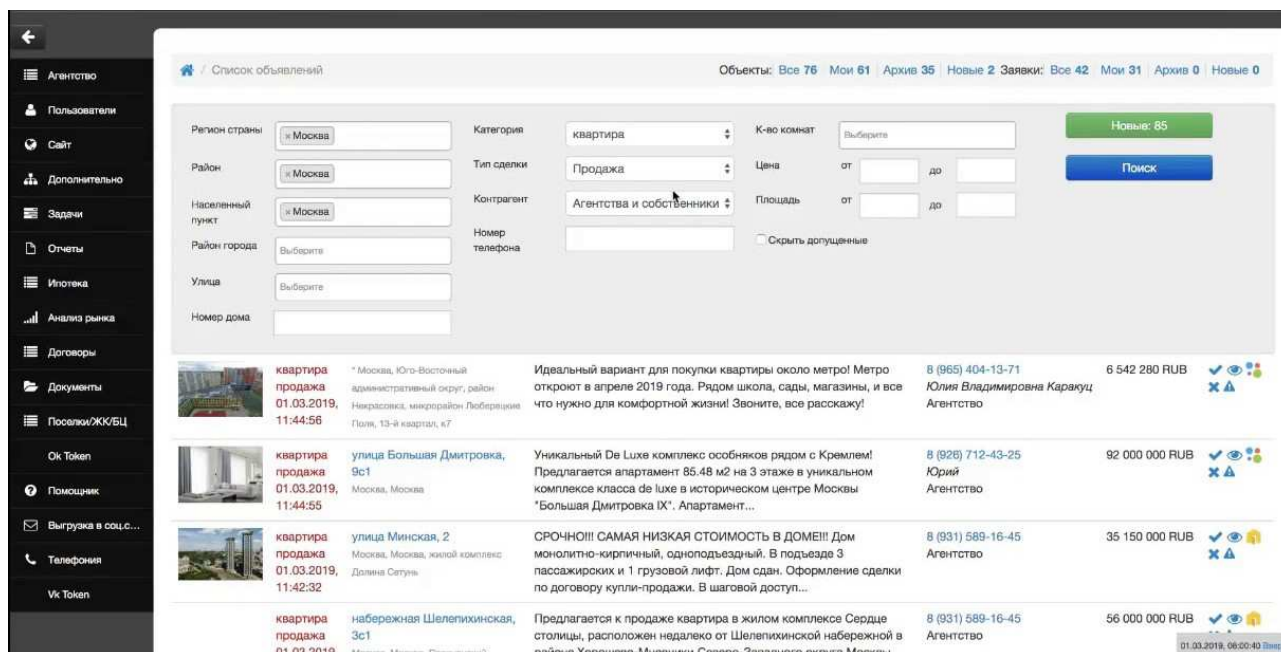 Агентство
Пользователи
Сайт
Дополнительно
Задачи
Отчеты
Ипотека
Анализ рынка
Договоры
Документы
Поселки/ЖК/БЦ
Ok Token
Помощник
Выгрузка в соц.с...
Телефония
Vk Token
/ Список объявлений
Объекты: Все 76 Мои 61 Архив 35 Новые 2 Заявки: Все 42 Мои 31 Архив 0 Новые 0
Регион страны × Москва
Район × Москва
Населенный пункт × Москва
Район города Выберите
Улица Выберите
Номер дома
Категория квартира
Тип сделки Продажа
Контрагент Агентства и собственники
Номер телефона
К-во комнат Выберите
Цена от до
Площадь от до
Скрыть допущенные
Новые: 85
Поиск
квартира
продажа
01.03.2019,
11:44:56
* Москва, Юго-Восточный
административный округ, район
Некрасовка, микрорайон Люберецкие
Поля, 13-й квартал, к7
Идеальный вариант для покупки квартиры около метро! Метро
откроют в апреле 2019 года. Рядом школа, сады, магазины, и все
что нужно для комфортной жизни! Звоните, все расскажу!
8 (965) 404-13-71
Юлия Владимировна Каракуц
Агентство
6 542 280 RUB
квартира
продажа
01.03.2019,
11:44:55
улица Большая Дмитровка,
9с1
Москва, Москва
Уникальный De Luxe комплекс особняков рядом с Кремлем!
Предлагается апартамент 85.48 м2 на 3 этаже в уникальном
комплексе класса de luxe в историческом центре Москвы
"Большая Дмитровка IX". Апартамент...
8 (926) 712-43-25
Юрий
Агентство
92 000 000 RUB
квартира
продажа
01.03.2019,
11:42:32
улица Минская, 2
Москва, Москва, жилой комплекс
Долина Сетунь
СРОЧНО!!! САМАЯ НИЗКАЯ СТОИМОСТЬ В ДОМЕ!!! Дом
монолитно-кирпичный, одноподъездный. В подъезде 3
пассажирских и 1 грузовой лифт. Дом сдан. Оформление сделки
по договору купли-продажи. В шаговой доступ...
8 (931) 589-16-45
Агентство
35 150 000 RUB
квартира
продажа
01.03.2019
набережная Шелепихинская,
3с1
Предлагается к продаже квартира в жилом комплексе Сердце
столицы, расположен недалеко от Шелепихинской набережной в
районе Хорошево-Мневники Северо-Западного округа Москвы
8 (931) 589-16-45
Агентство
56 000 000 RUB
01.03.2019, 06:00:40